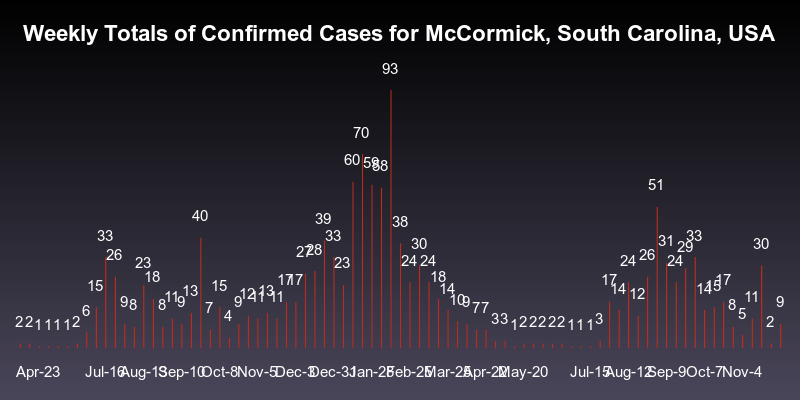 Weekly Totals of Confirmed Cases for McCormick, South Carolina, USA
2 2 1 1 1 1 2 6 15 33 26 9 8 23 18 8 11 9 13 40 7 15 4 9 12 11 13 11 17 17 27 28 39 33 23 60 70 59 58 93 38 24 30 24 18 14 10 9 7 7 3 3 1 2 2 2 2 2 1 1 1 3 17 14 24 12 26 51 31 24 29 33 14 15 17 8 5 11 30 2 9
Apr-23 Jul-16 Aug-13 Sep-10 Oct-8 Nov-5 Dec-3 Dec-31 Jan-28 Feb-25 Mar-25 Apr-22 May-20 Jul-15 Aug-12 Sep-9 Oct-7 Nov-4